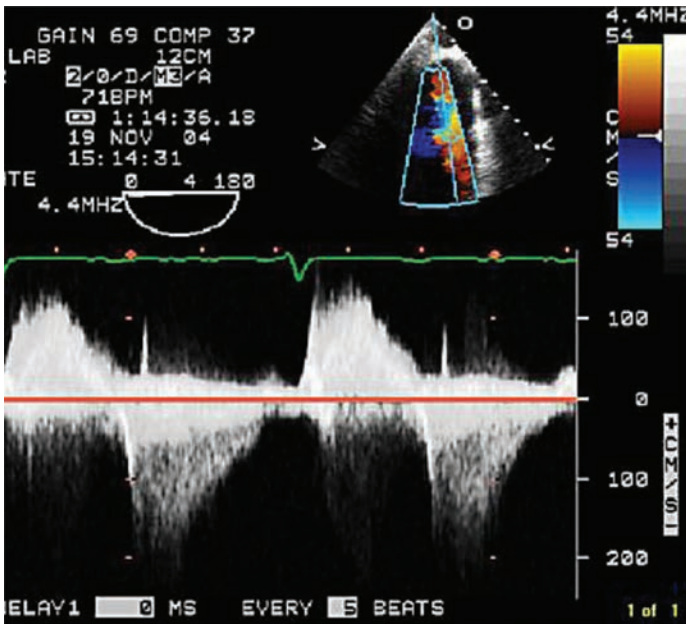 GAIN 69 COMP 37
LAB 12CM
2/0/D/M3/A
71BPM
1:14:36.18
19 NOV 04
15:14:31
0 4 180
4.4MHZ
4.4MHZ
54
CM/S
54
100
0
100
200
+CM/S!
DELAY1 0 MS EVERY 5 BEATS
1 of 1